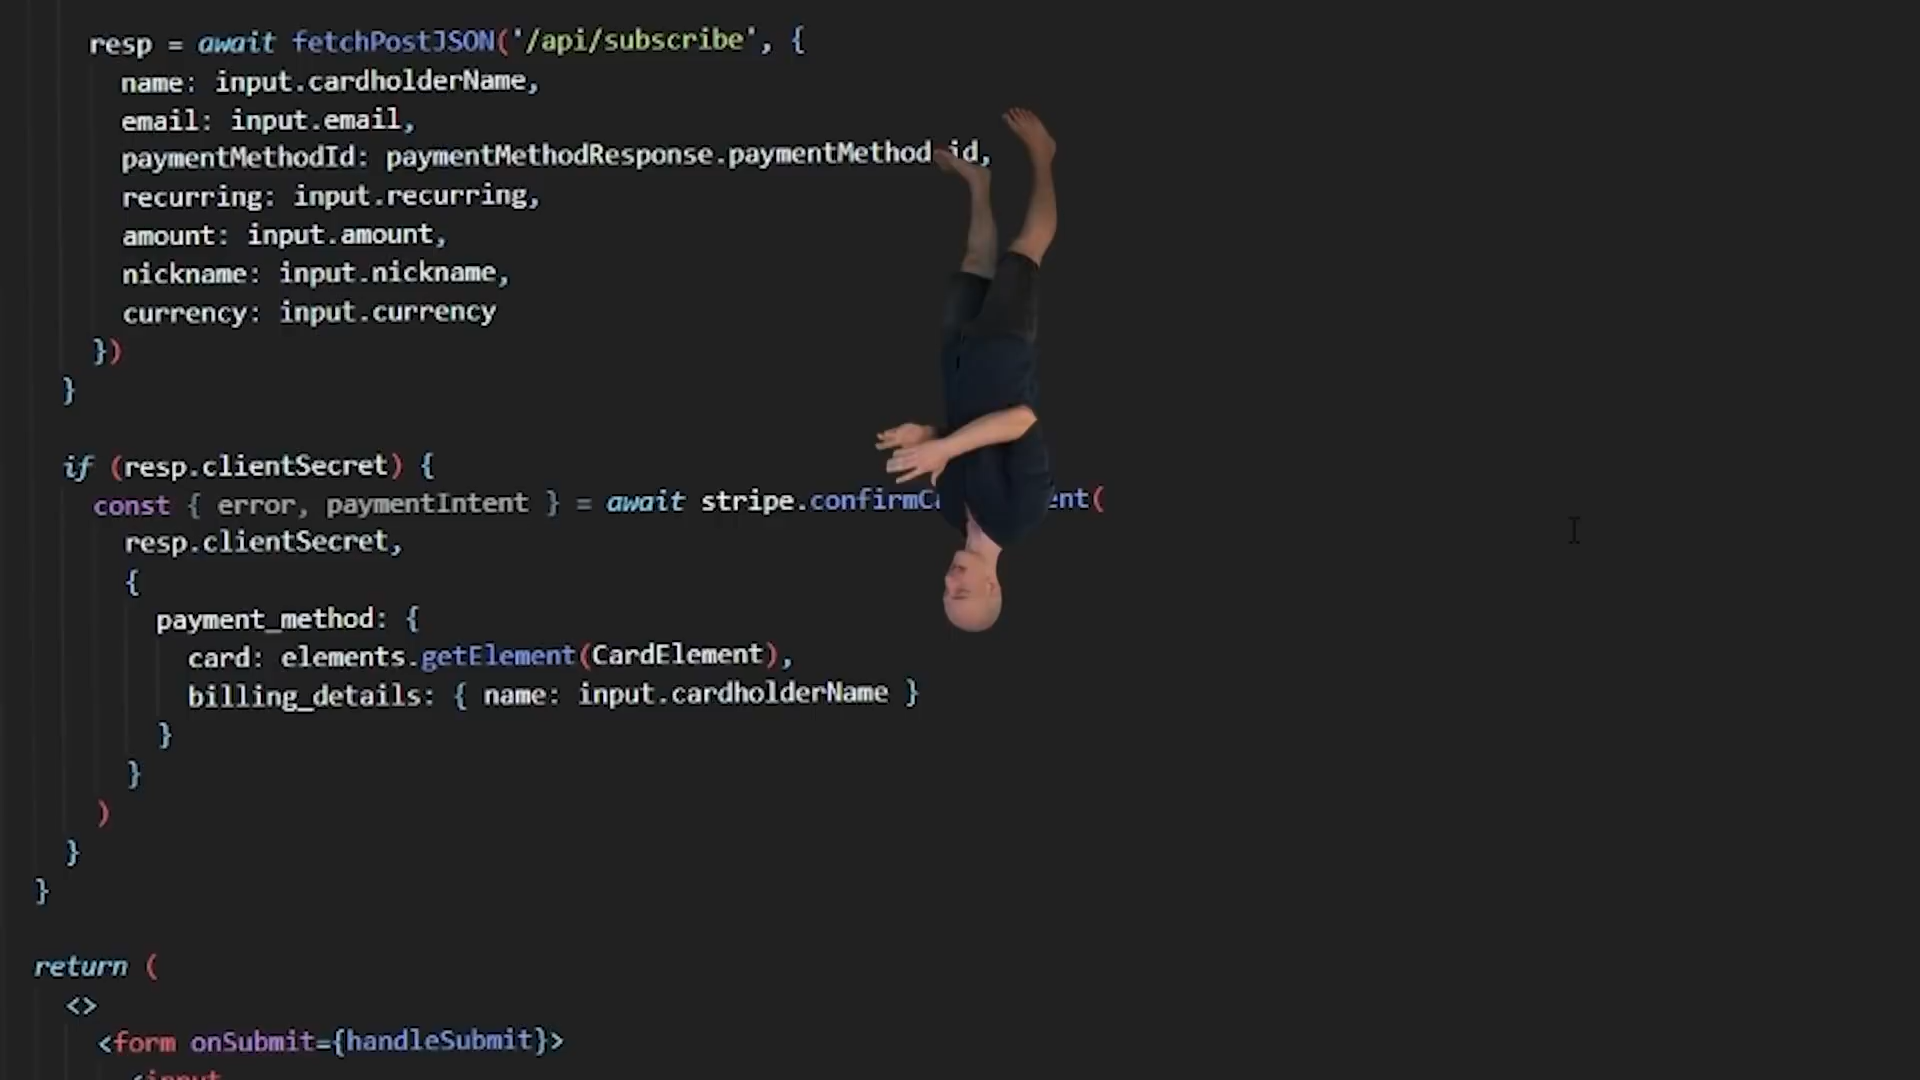 resp = await fetchPostJSON('/api/subscribe', {
name: input.cardholderName,
email: input.email,
paymentMethodId: paymentMethodResponse.paymentMethod id,
recurring: input.recurring,
amount: input.amount,
nickname: input.nickname,
currency: input.currency
})
}
if (resp.clientSecret) {
const { error, paymentIntent } = await stripe.
resp.clientSecret,
{
payment_method: {
card: elements.getElement(CardElement),
billing_details: { name: input.cardholderName }
}
}
)
}
}
return (
<>
<form onSubmit={handleSubmit}>
<input